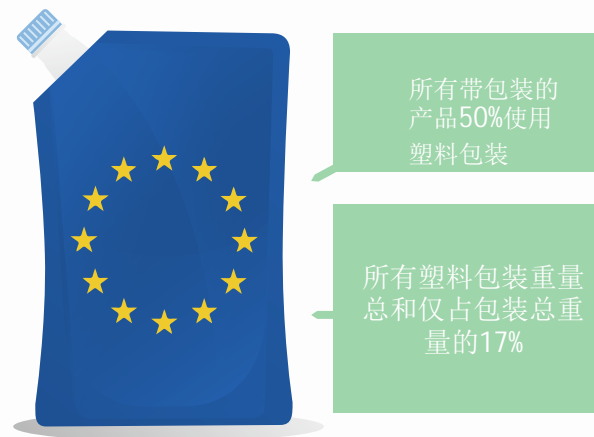 所有带包装的
产品50%使用
塑料包装
所有塑料包装重量
总和仅占包装总重
量的17%